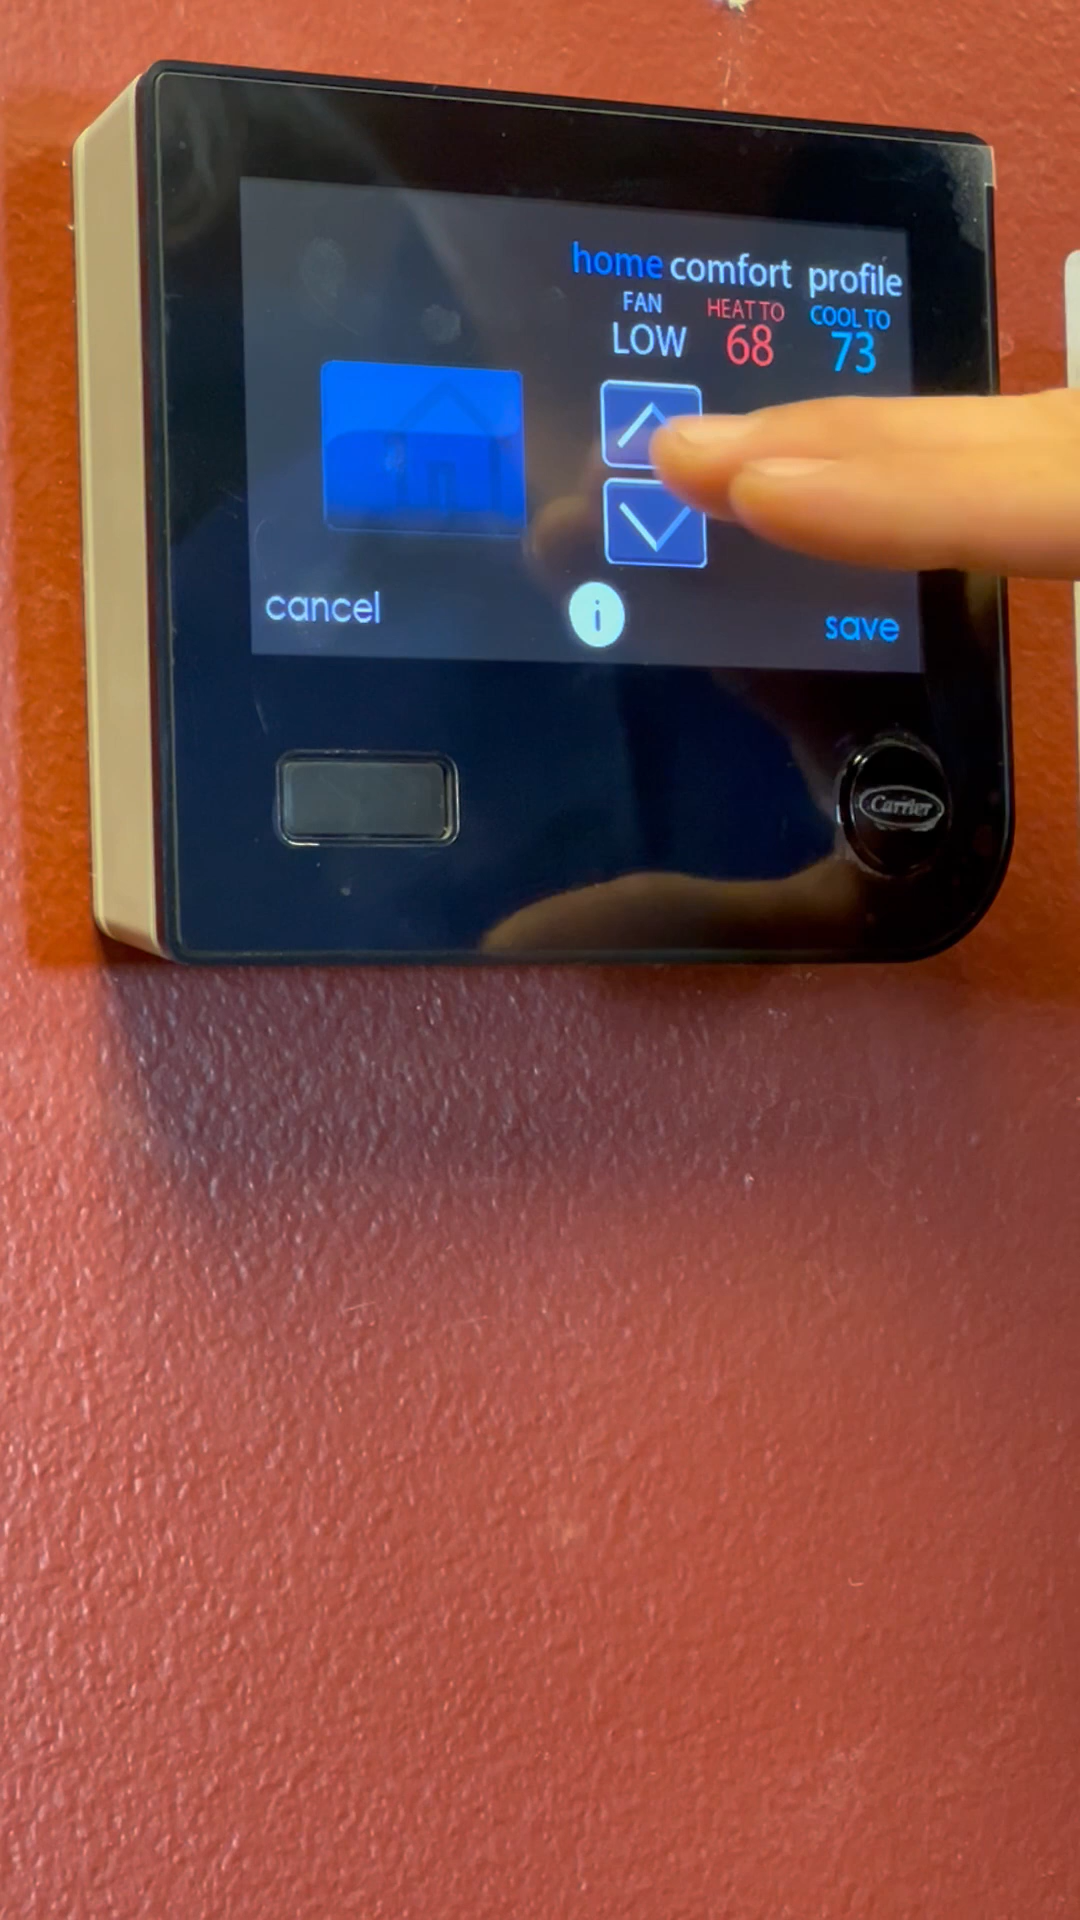 home comfort profile
FAN HEAT TO COOL TO
LOW 68 73
cancel i save
Carrier